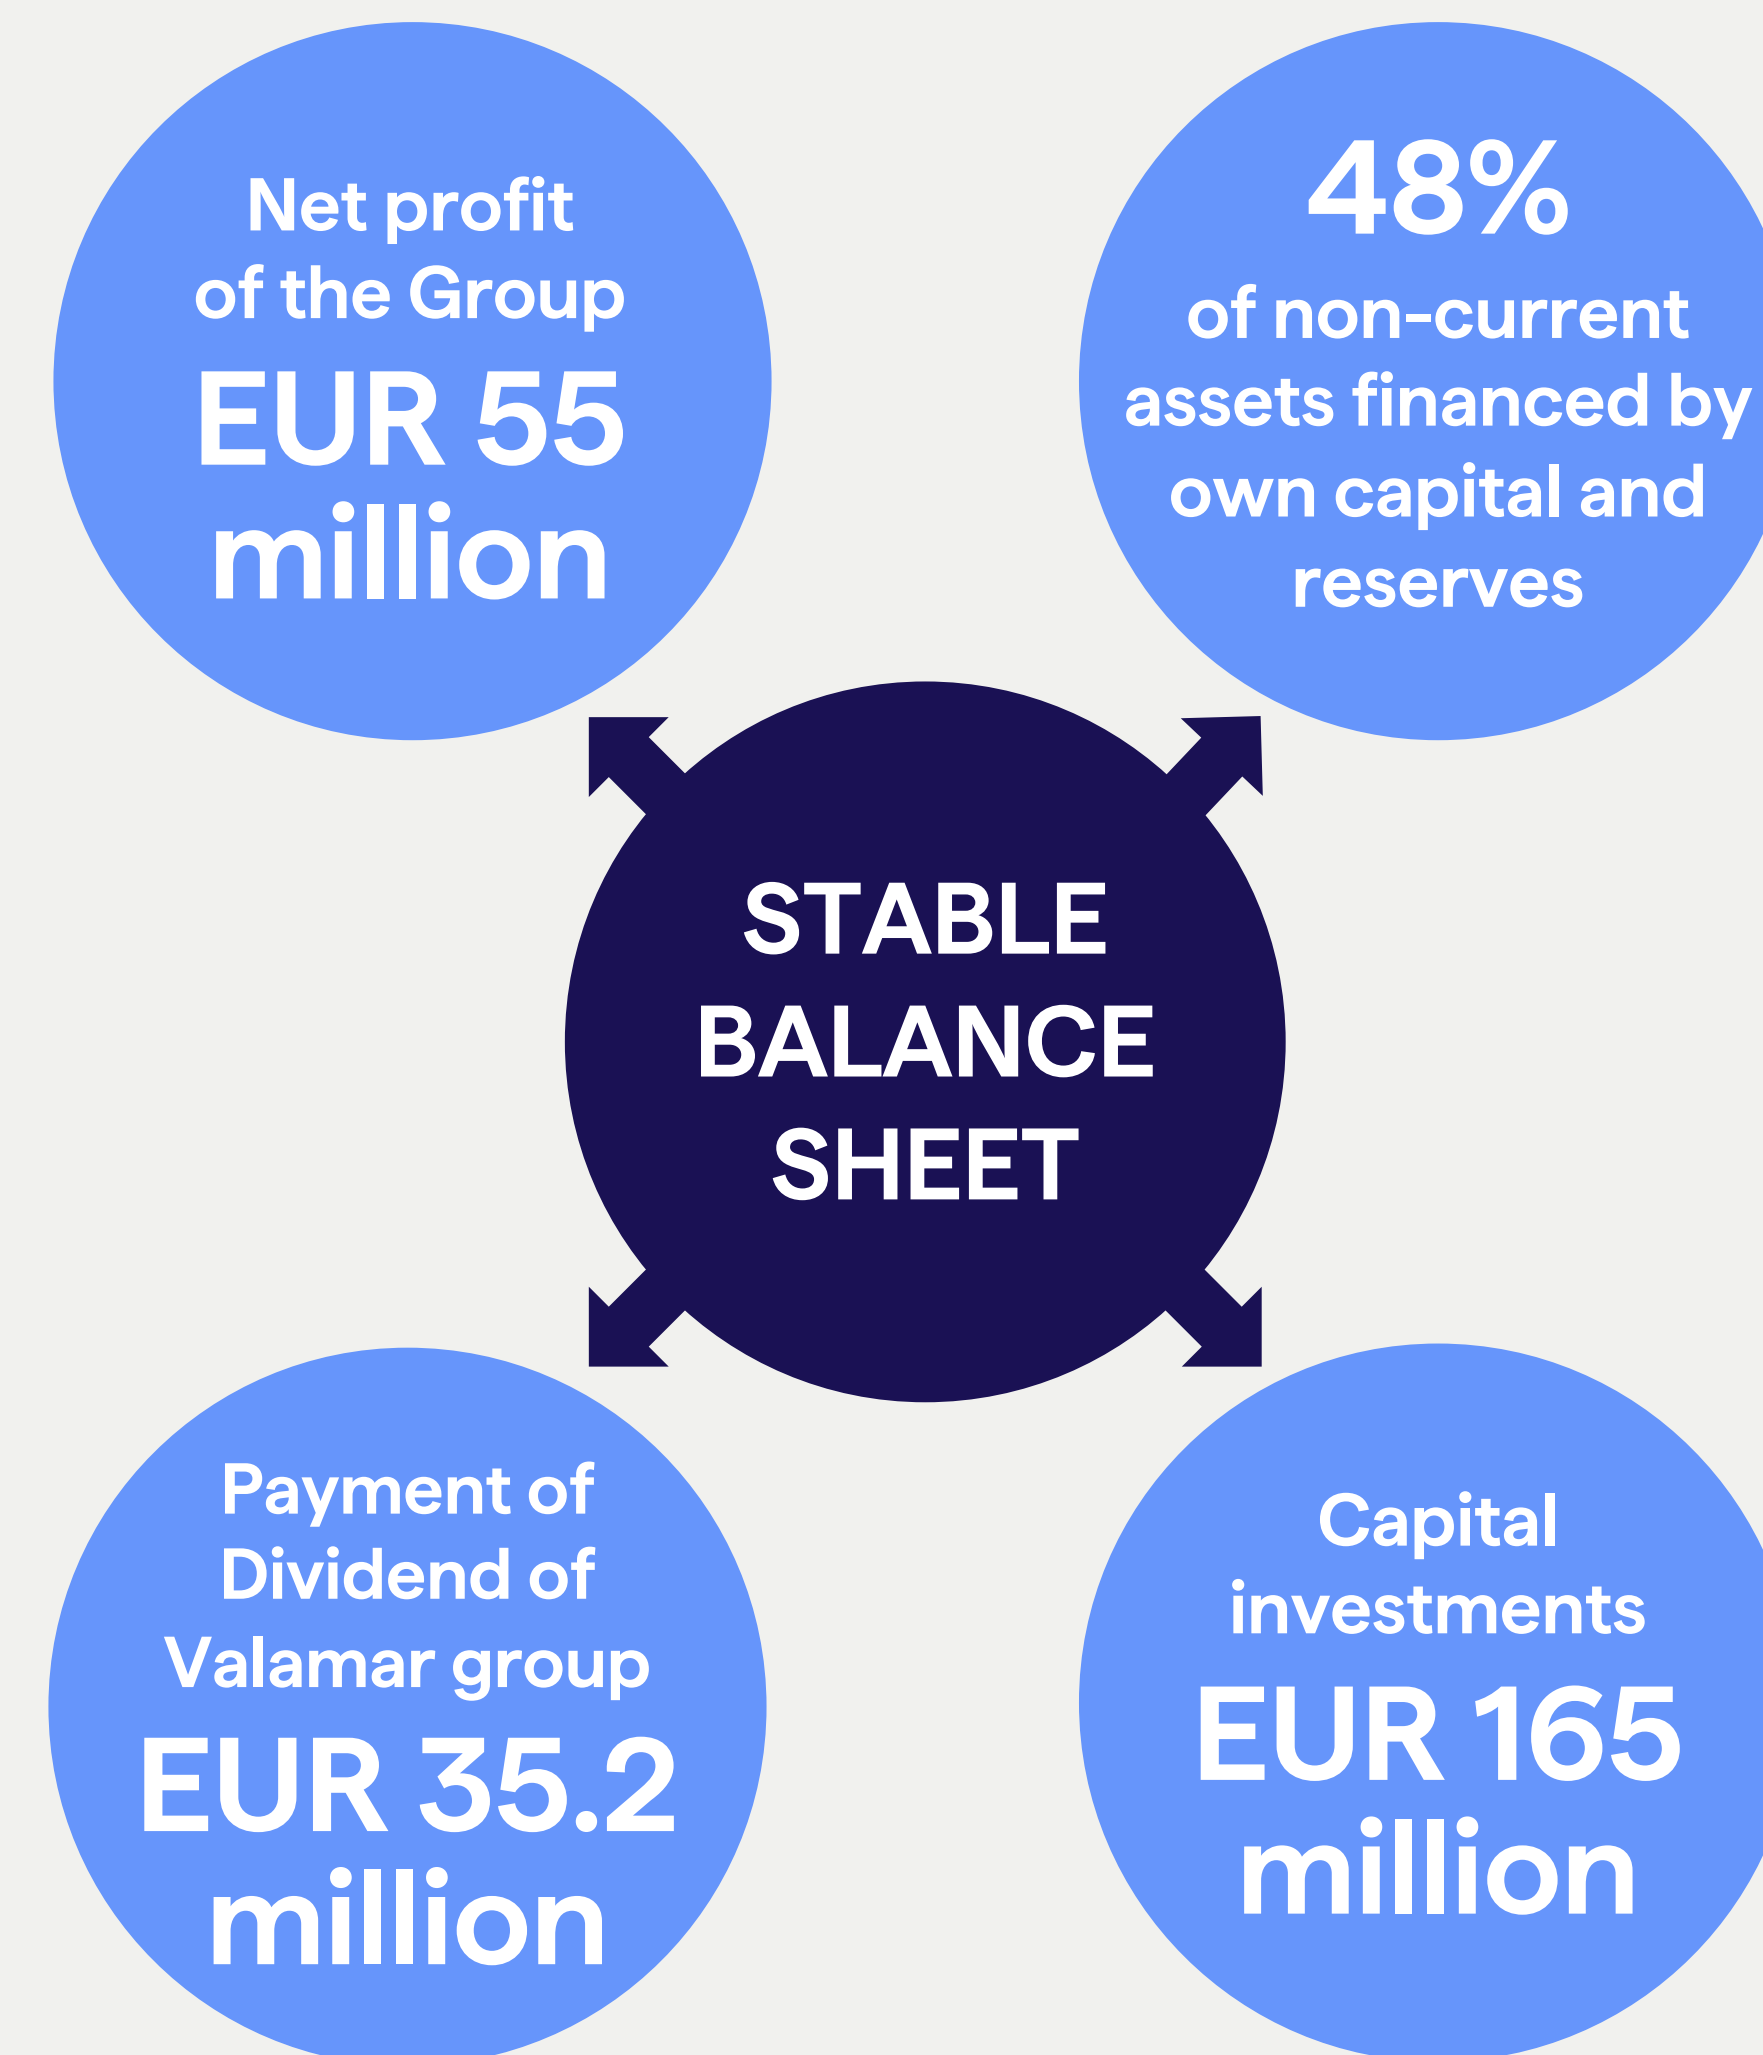 Net profit
of the Group
EUR 55
million
48%
of non-current
assets financed by
own capital and
reserves
STABLE
BALANCE
SHEET
Payment of
Dividend of
Valamar group
EUR 35.2
million
Capital
investments
EUR 165
million